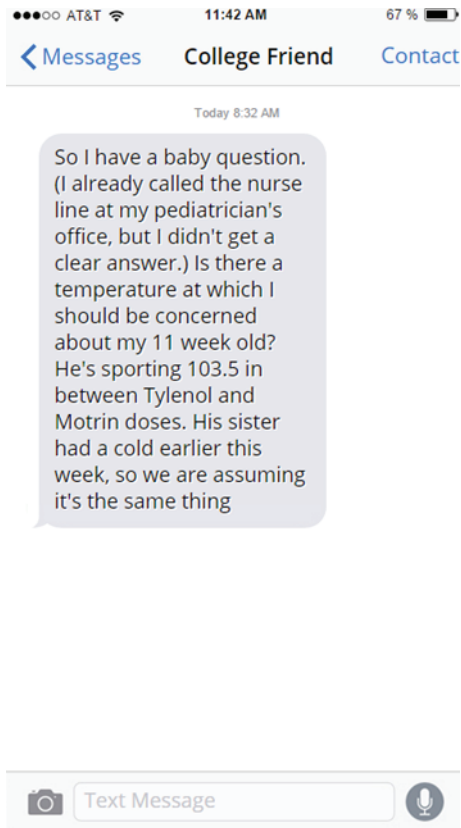 AT&T 11:42 AM 67 %
Messages College Friend Contact
Today 8:32 AM
So I have a baby question.
(I already called the nurse
line at my pediatrician's
office, but I didn't get a
clear answer.) Is there a
temperature at which I
should be concerned
about my 11 week old?
He's sporting 103.5 in
between Tylenol and
Motrin doses. His sister
had a cold earlier this
week, so we are assuming
it's the same thing
Text Message